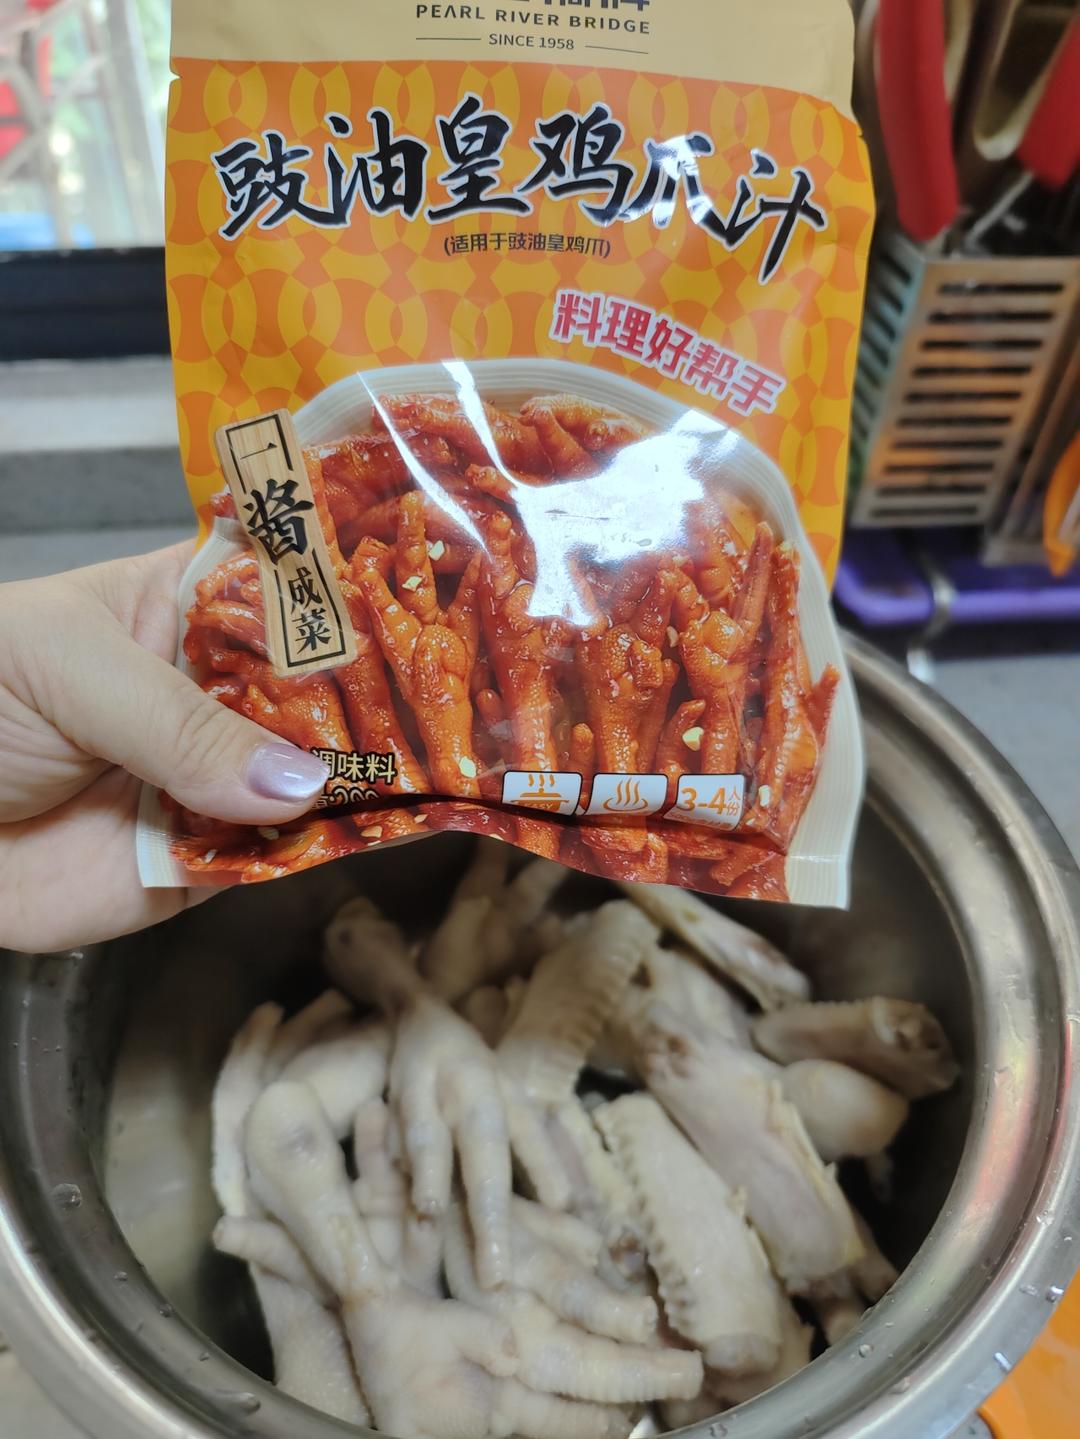 PEARL RIVER BRIDGE
SINCE 1958
豉油皇鸡爪汁
(适用于豉油皇鸡爪)
料理好帮手
一酱成菜
调味料
EASY
3-4人份